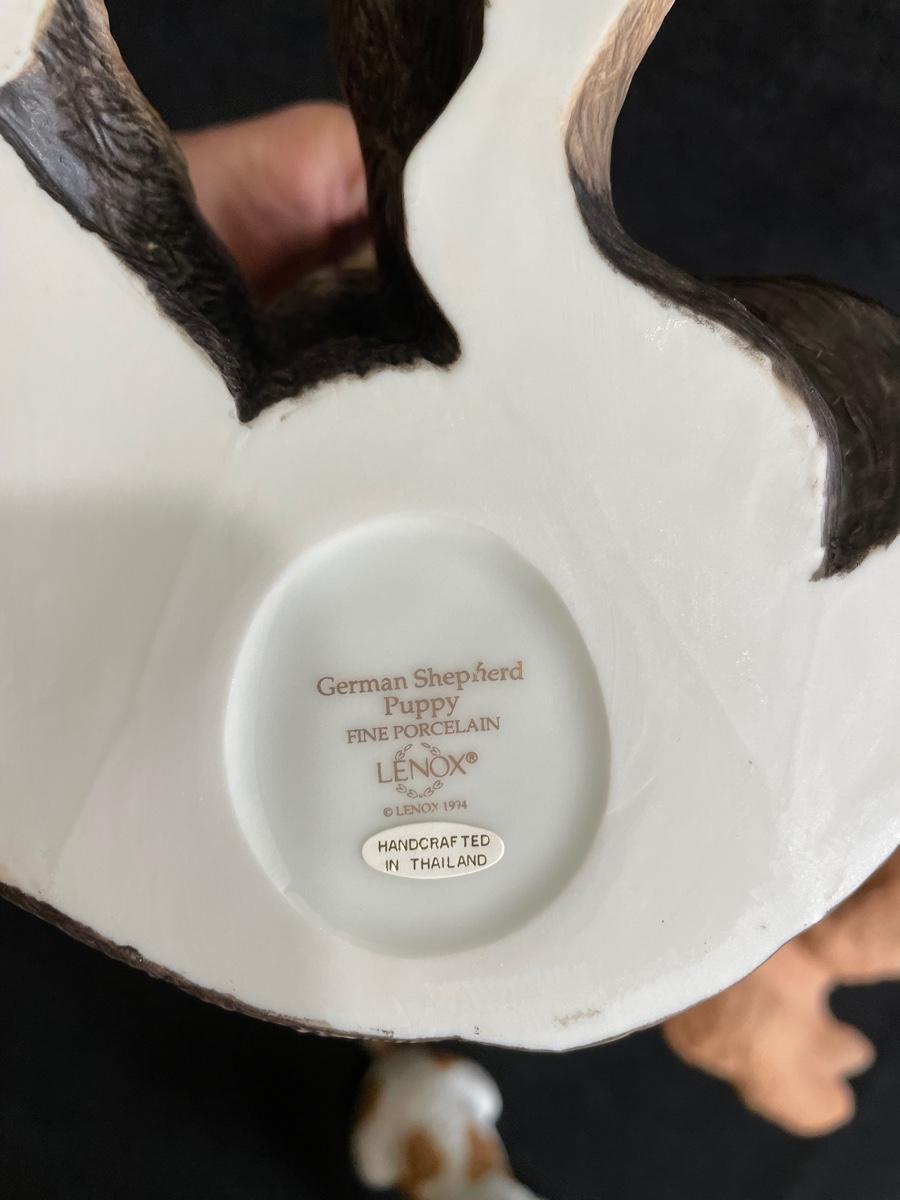 German Shepherd
Puppy
FINE PORCELAIN
LENOX®
© LENOX 1994
HANDCRAFTED
IN THAILAND